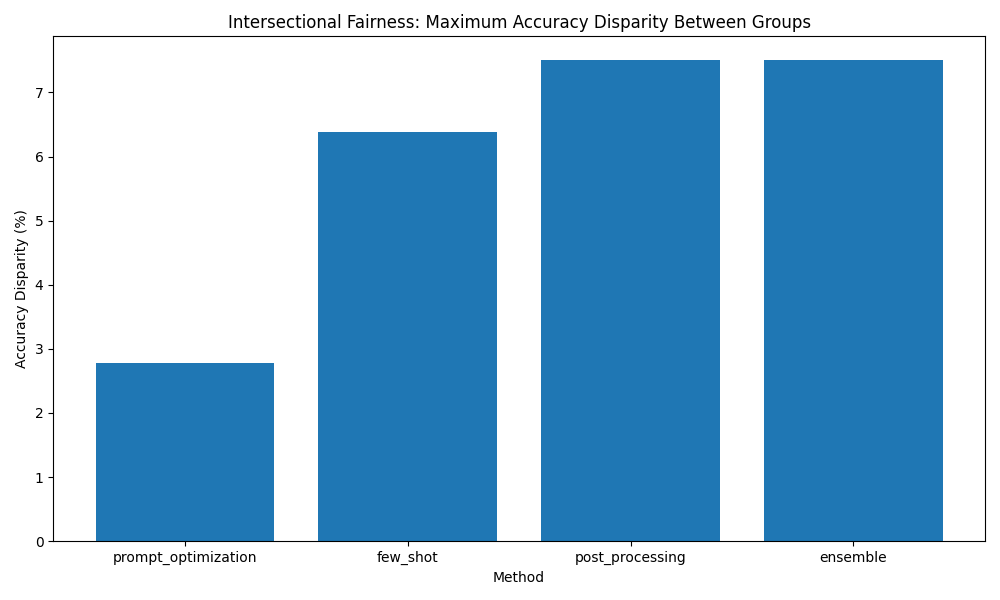 Intersectional Fairness: Maximum Accuracy Disparity Between Groups
Accuracy Disparity (%)
7
6
5
4
3
2
1
0
prompt_optimization
few_shot
post_processing
ensemble
Method